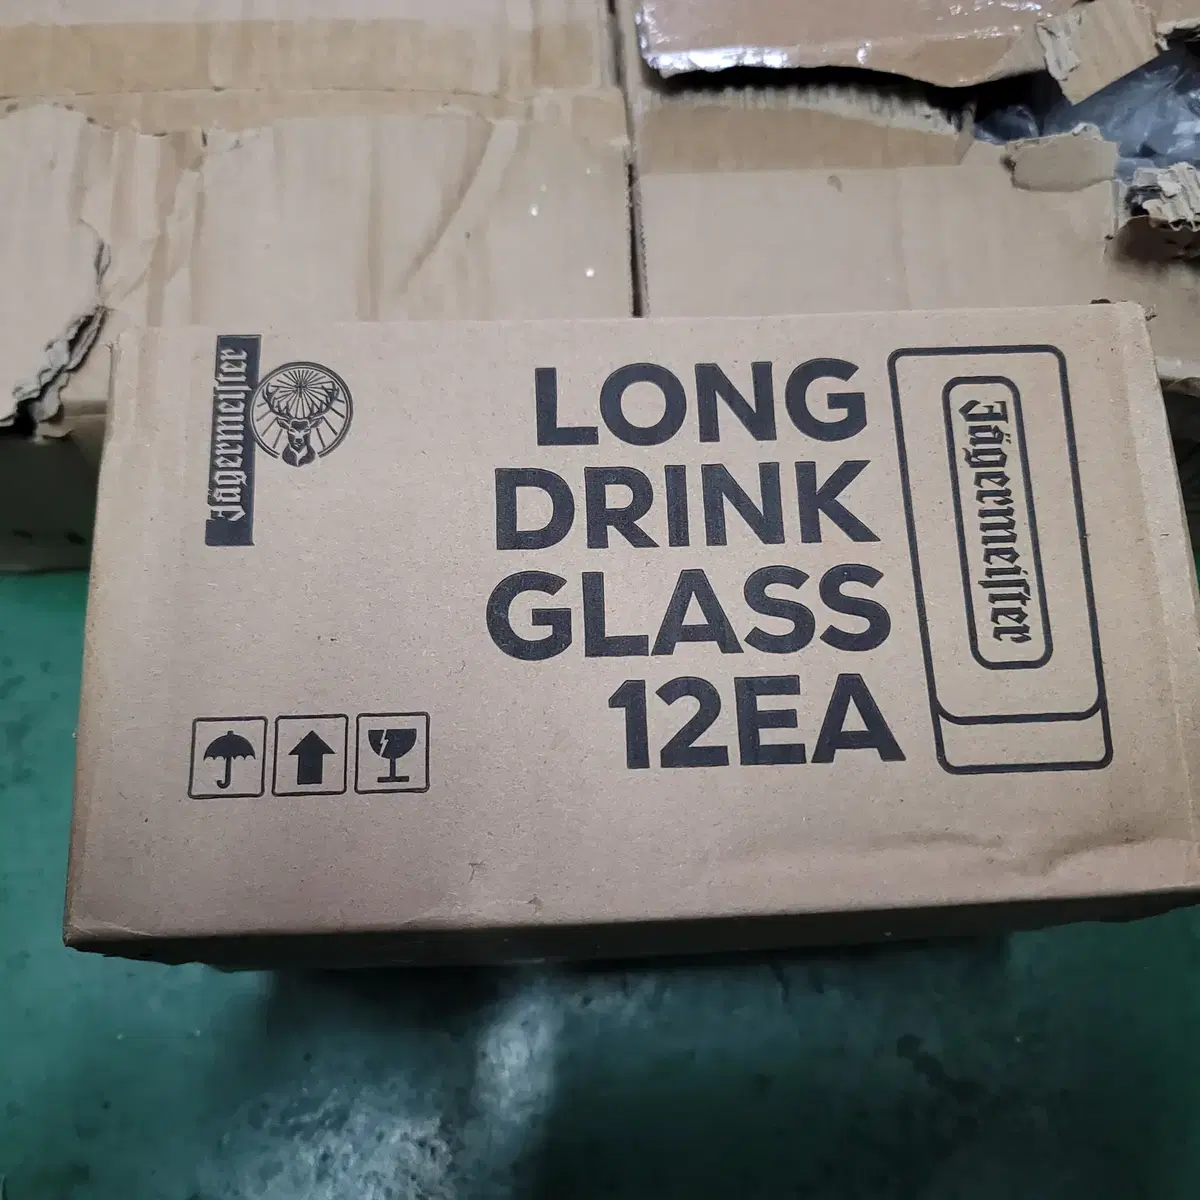 Jägermeister
LONG
DRINK
GLASS
12EA
Jägermeister